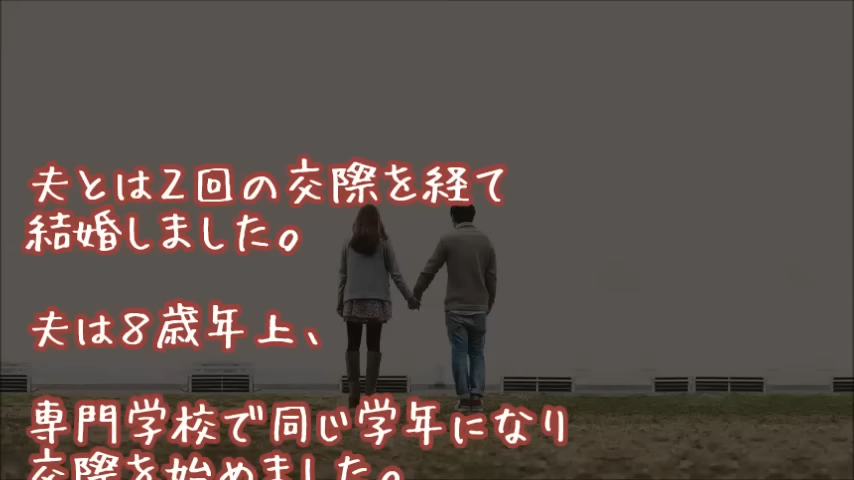 夫とは2回の交際を経て
結婚しました。
夫は8歳年上、
専門学校で同じ学年になり
交際を始めました。